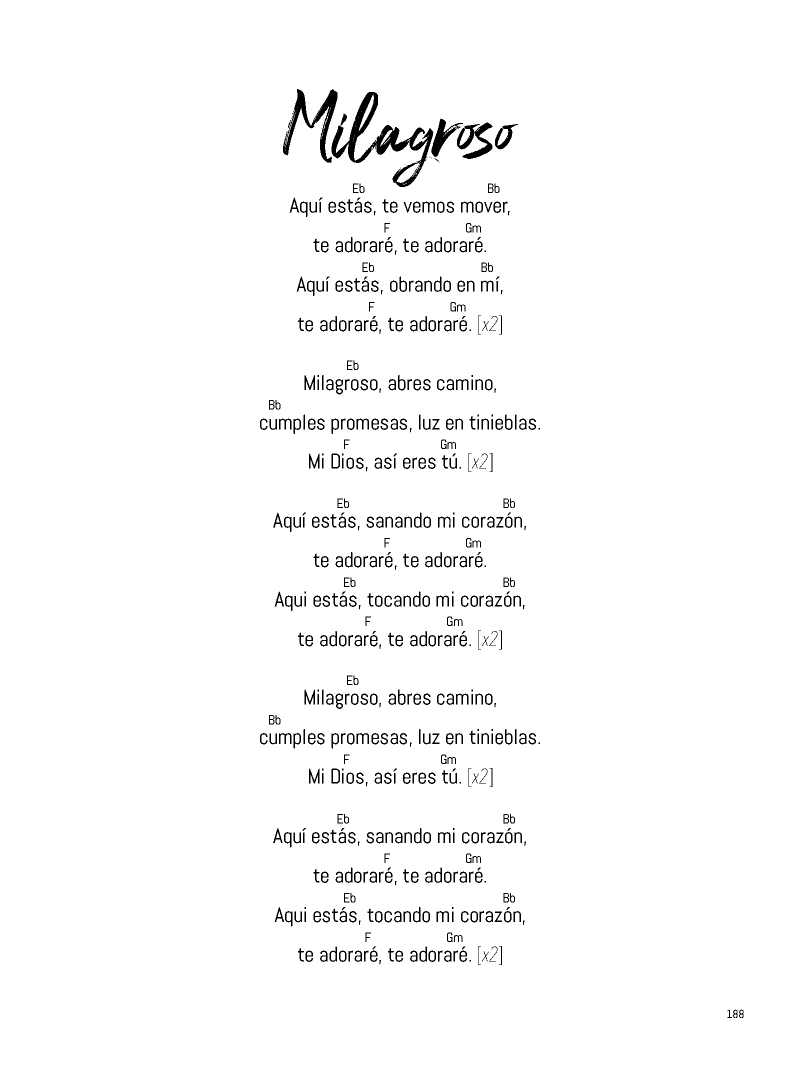 Milagroso
Eb Bb
Aquí estás, te vemos mover,
F Gm
te adoraré, te adoraré.
Eb Bb
Aquí estás, obrando en mí,
F Gm
te adoraré, te adoraré. [x2]
Eb
Milagroso, abres camino,
Bb
cumples promesas, luz en tinieblas.
F Gm
Mi Dios, así eres tú. [x2]
Eb Bb
Aquí estás, sanando mi corazón,
F Gm
te adoraré, te adoraré.
Eb Bb
Aqui estás, tocando mi corazón,
F Gm
te adoraré, te adoraré. [x2]
Eb
Milagroso, abres camino,
Bb
cumples promesas, luz en tinieblas.
F Gm
Mi Dios, así eres tú. [x2]
Eb Bb
Aquí estás, sanando mi corazón,
F Gm
te adoraré, te adoraré.
Eb Bb
Aqui estás, tocando mi corazón,
F Gm
te adoraré, te adoraré. [x2]
188